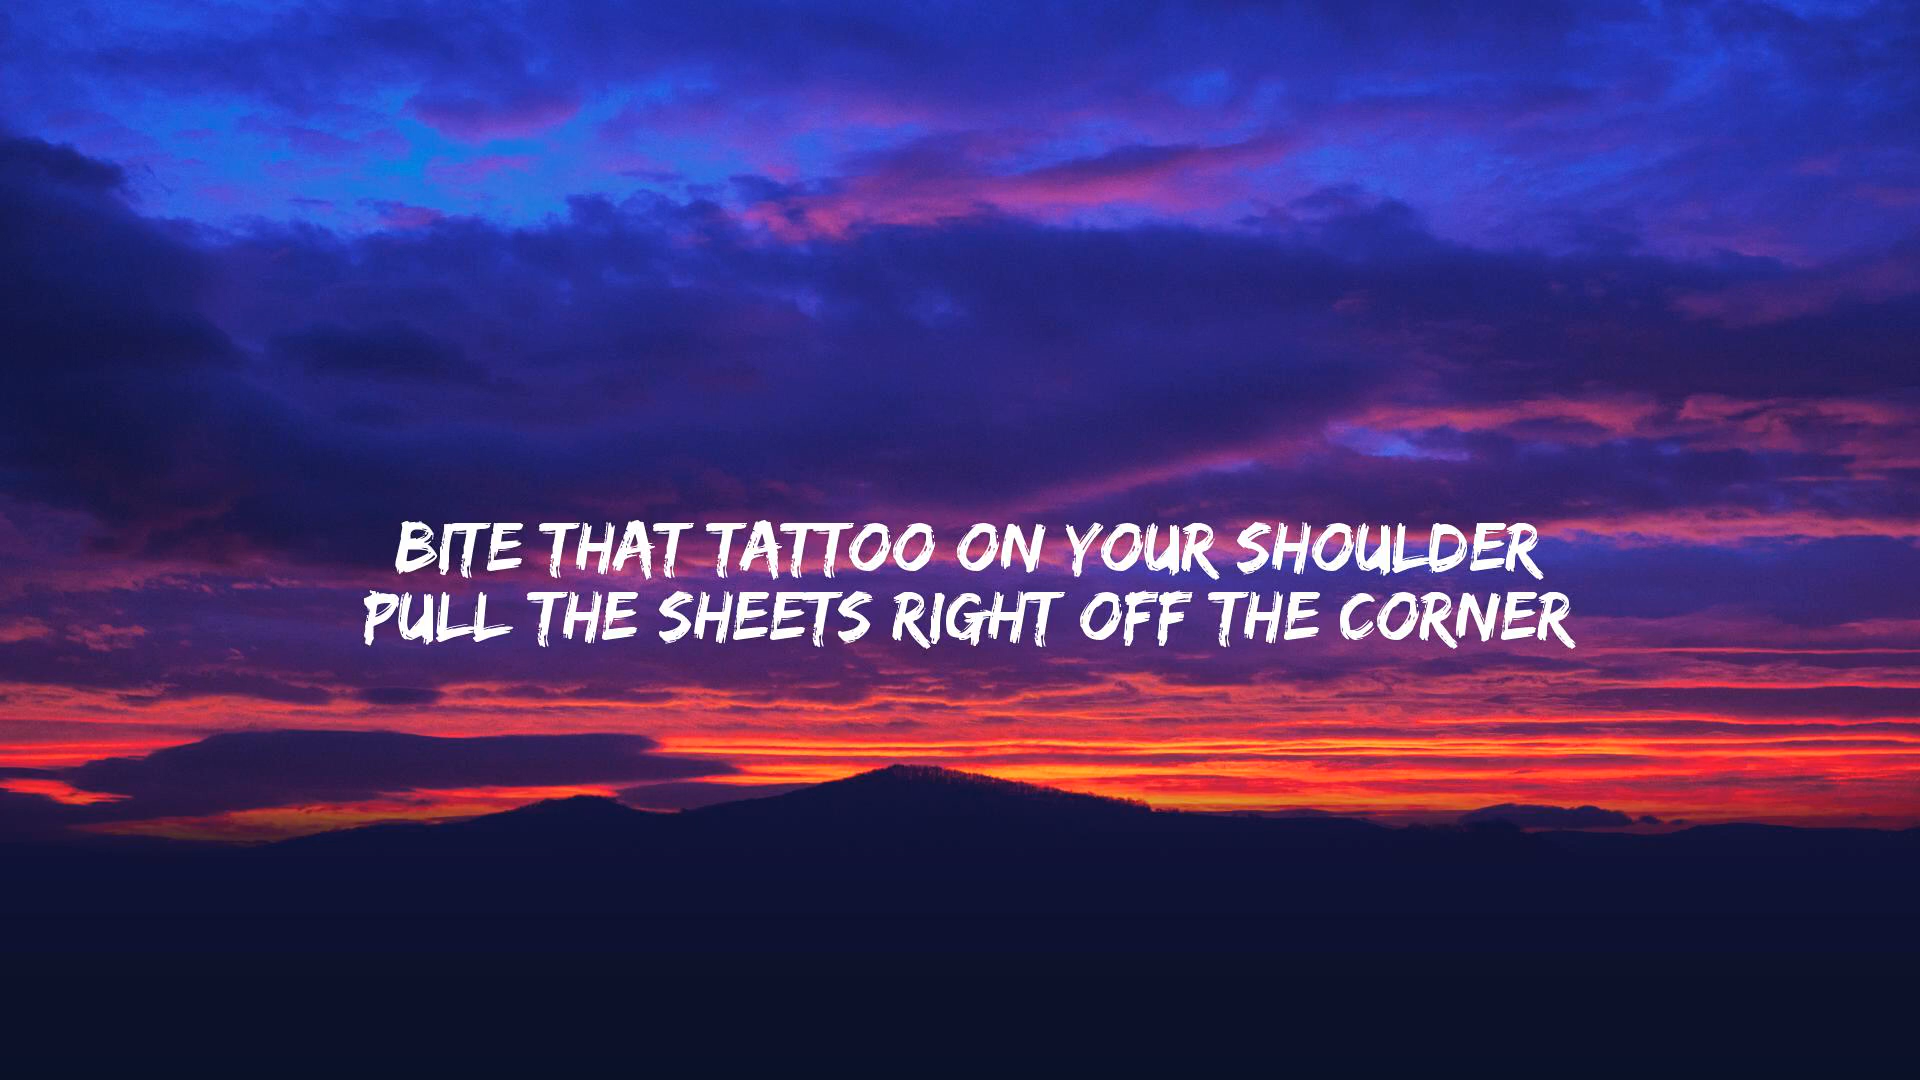 BITE THAT TATTOO ON YOUR SHOULDER
PULL THE SHEETS RIGHT OFF THE CORNER